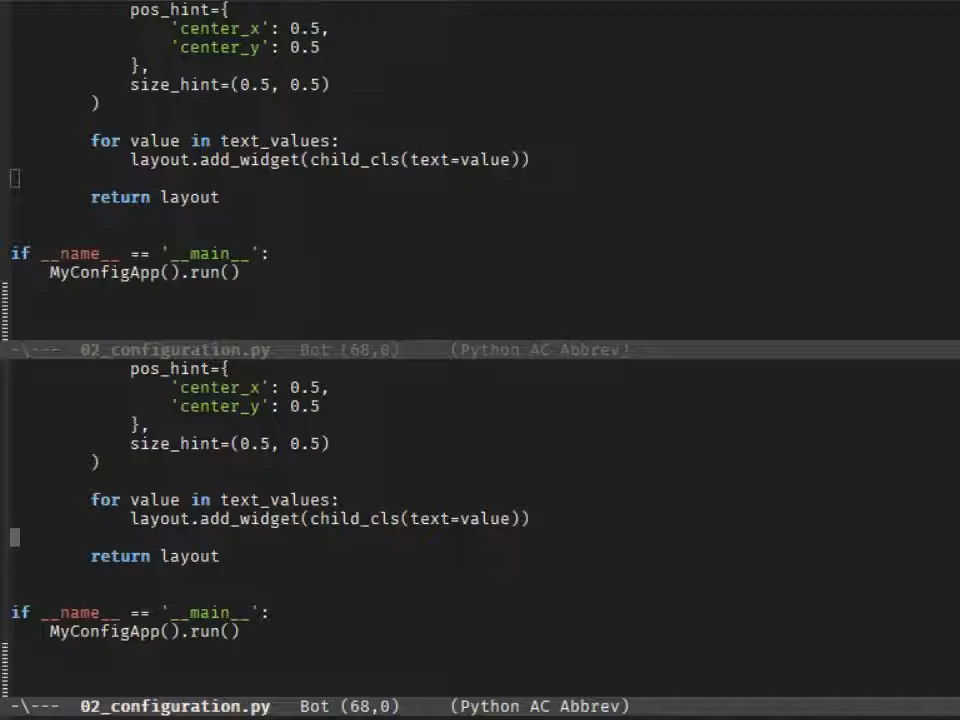 pos_hint={
                'center_x': 0.5,
                'center_y': 0.5
            },
            size_hint=(0.5, 0.5)
        )

        for value in text_values:
            layout.add_widget(child_cls(text=value))

        return layout


if __name__ == '__main__':
    MyConfigApp().run()
-\--- 02_configuration.py Bot (68,0) (Python AC Abbrev)
            pos_hint={
                'center_x': 0.5,
                'center_y': 0.5
            },
            size_hint=(0.5, 0.5)
        )

        for value in text_values:
            layout.add_widget(child_cls(text=value))

        return layout


if __name__ == '__main__':
    MyConfigApp().run()
-\--- 02_configuration.py Bot (68,0) (Python AC Abbrev)